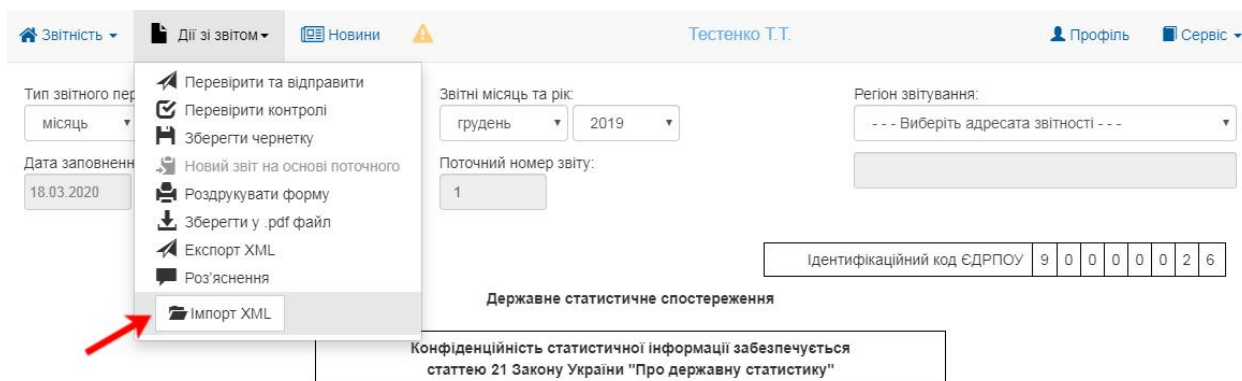 Звітність Дії зі звітом Новини Тестенко Т.Т. Профіль Сервіс
Перевірити та відправити
Перевірити контролі
Зберегти чернетку
Новий звіт на основі поточного
Роздрукувати форму
Зберегти у .pdf файл
Експорт XML
Роз'яснення
Імпорт XML
Тип звітного
місяць
Дата
18.03.2020
Звітні місяць та рік:
грудень 2019
Поточний номер звіту:
1
Регіон звітування:
- - - Виберіть адресата звітності - - -
Ідентифікаційний код ЄДРПОУ 9 0 0 0 0 0 2 6
Державне статистичне спостереження
Конфіденційність статистичної інформації забезпечується
статтею 21 Закону України "Про державну статистику"